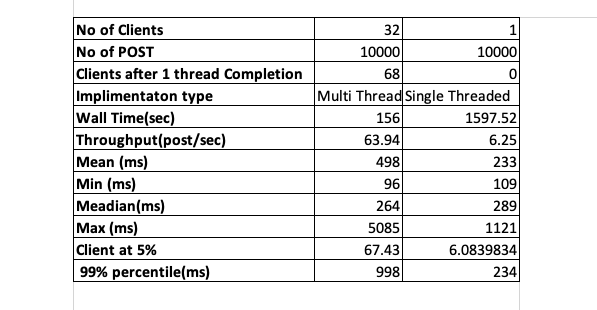 No of Clients 32 1
No of POST 10000 10000
Clients after 1 thread Completion 68 0
Implimentaton type Multi Thread Single Threaded
Wall Time(sec) 156 1597.52
Throughput(post/sec) 63.94 6.25
Mean (ms) 498 233
Min (ms) 96 109
Meadian(ms) 264 289
Max (ms) 5085 1121
Client at 5% 67.43 6.0839834
99% percentile(ms) 998 234